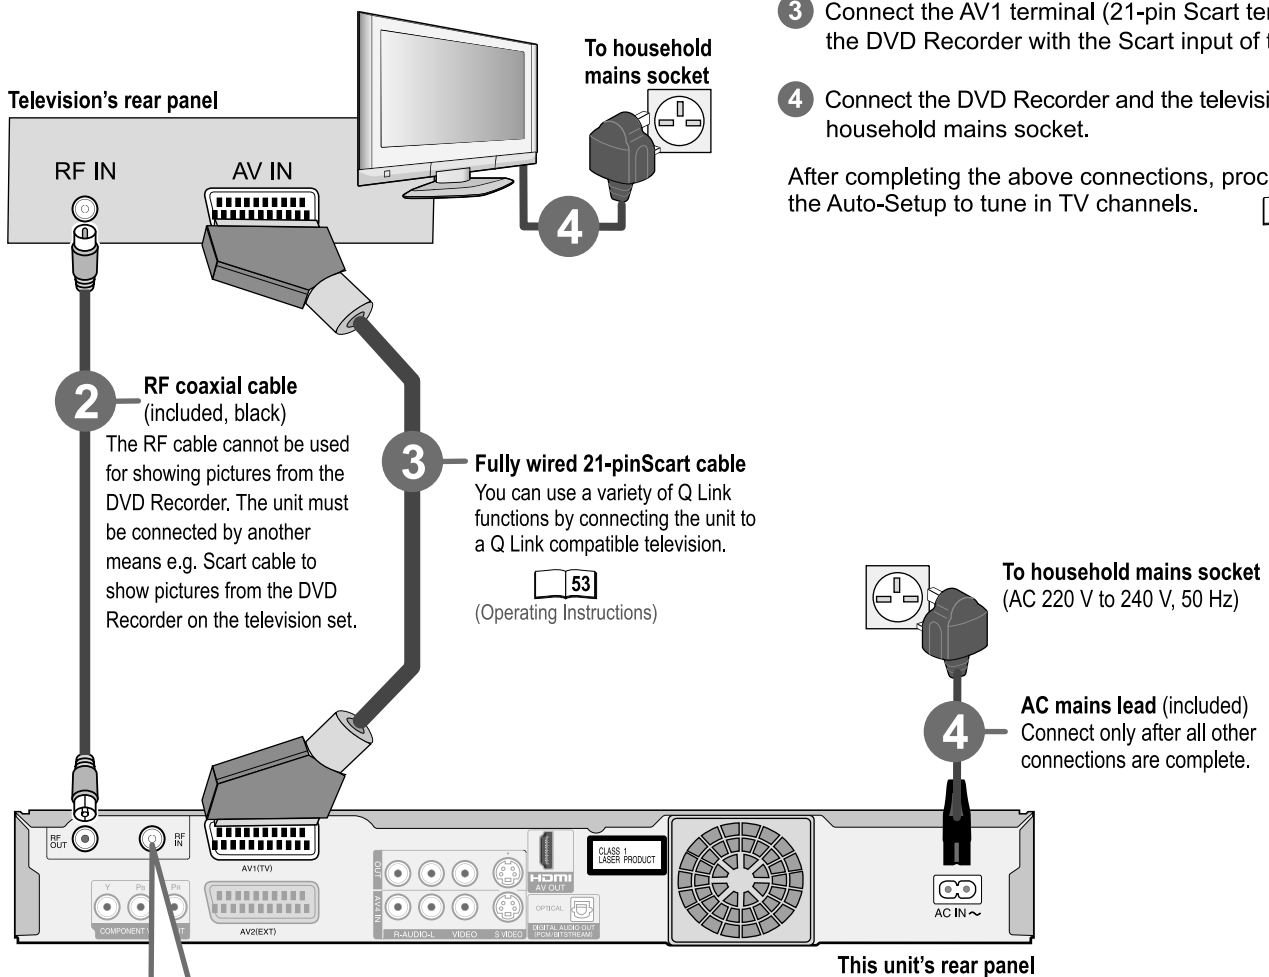 3 Connect the AV1 terminal (21-pin Scart
the DVD Recorder with the Scart input of
4 Connect the DVD Recorder and the
household mains socket.
After completing the above connections,
the Auto-Setup to tune in TV channels.
To household
mains socket
Television's rear panel
RF IN
AV IN
4
2
RF coaxial cable
(included, black)
The RF cable cannot be used
for showing pictures from the
DVD Recorder. The unit must
be connected by another
means e.g. Scart cable to
show pictures from the DVD
Recorder on the television set.
3
Fully wired 21-pinScart cable
You can use a variety of Q Link
functions by connecting the unit to
a Q Link compatible television.
53
(Operating Instructions)
To household mains socket
(AC 220 V to 240 V, 50 Hz)
4
AC mains lead (included)
Connect only after all other
connections are complete.
RF
OUT
RF
IN
AV1(TV)
Y PB PR
COMPONENT
AV2(EXT)
OUT
AV4 IN
R-AUDIO-L VIDEO S VIDEO
HDMI
AV OUT
OPTICAL
DIGITAL AUDIO OUT
(PCM/BITSTREAM)
CLASS 1
LASER PRODUCT
AC IN ~
This unit's rear panel